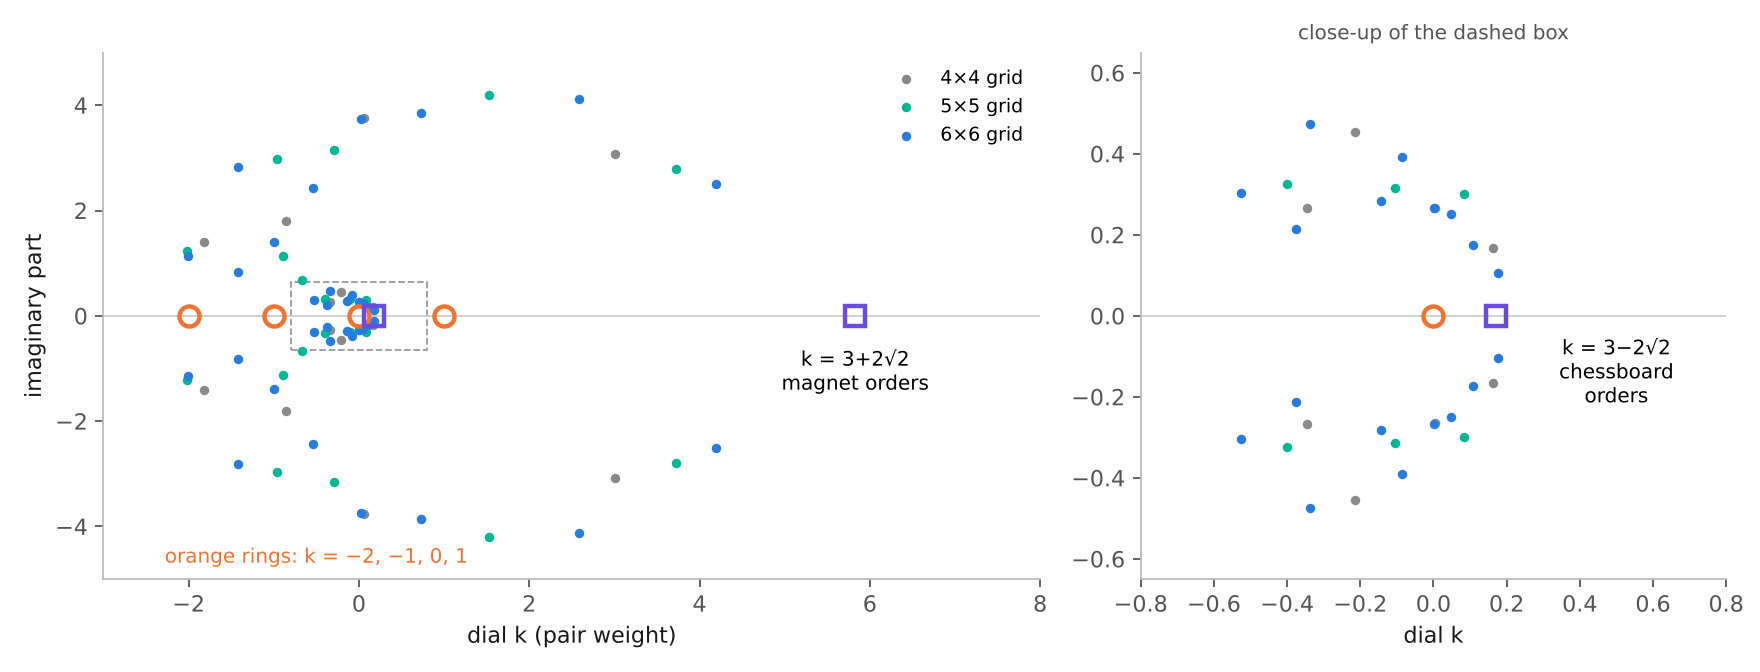 close-up of the dashed box
4×4 grid
5×5 grid
6×6 grid
imaginary part
4
2
0
−2
−4
k = 3+2√2
magnet orders
orange rings: k = −2, −1, 0, 1
−2 0 2 4 6 8
dial k (pair weight)
0.6
0.4
0.2
0.0
−0.2
−0.4
−0.6
k = 3−2√2
chessboard
orders
−0.8 −0.6 −0.4 −0.2 0.0 0.2 0.4 0.6 0.8
dial k